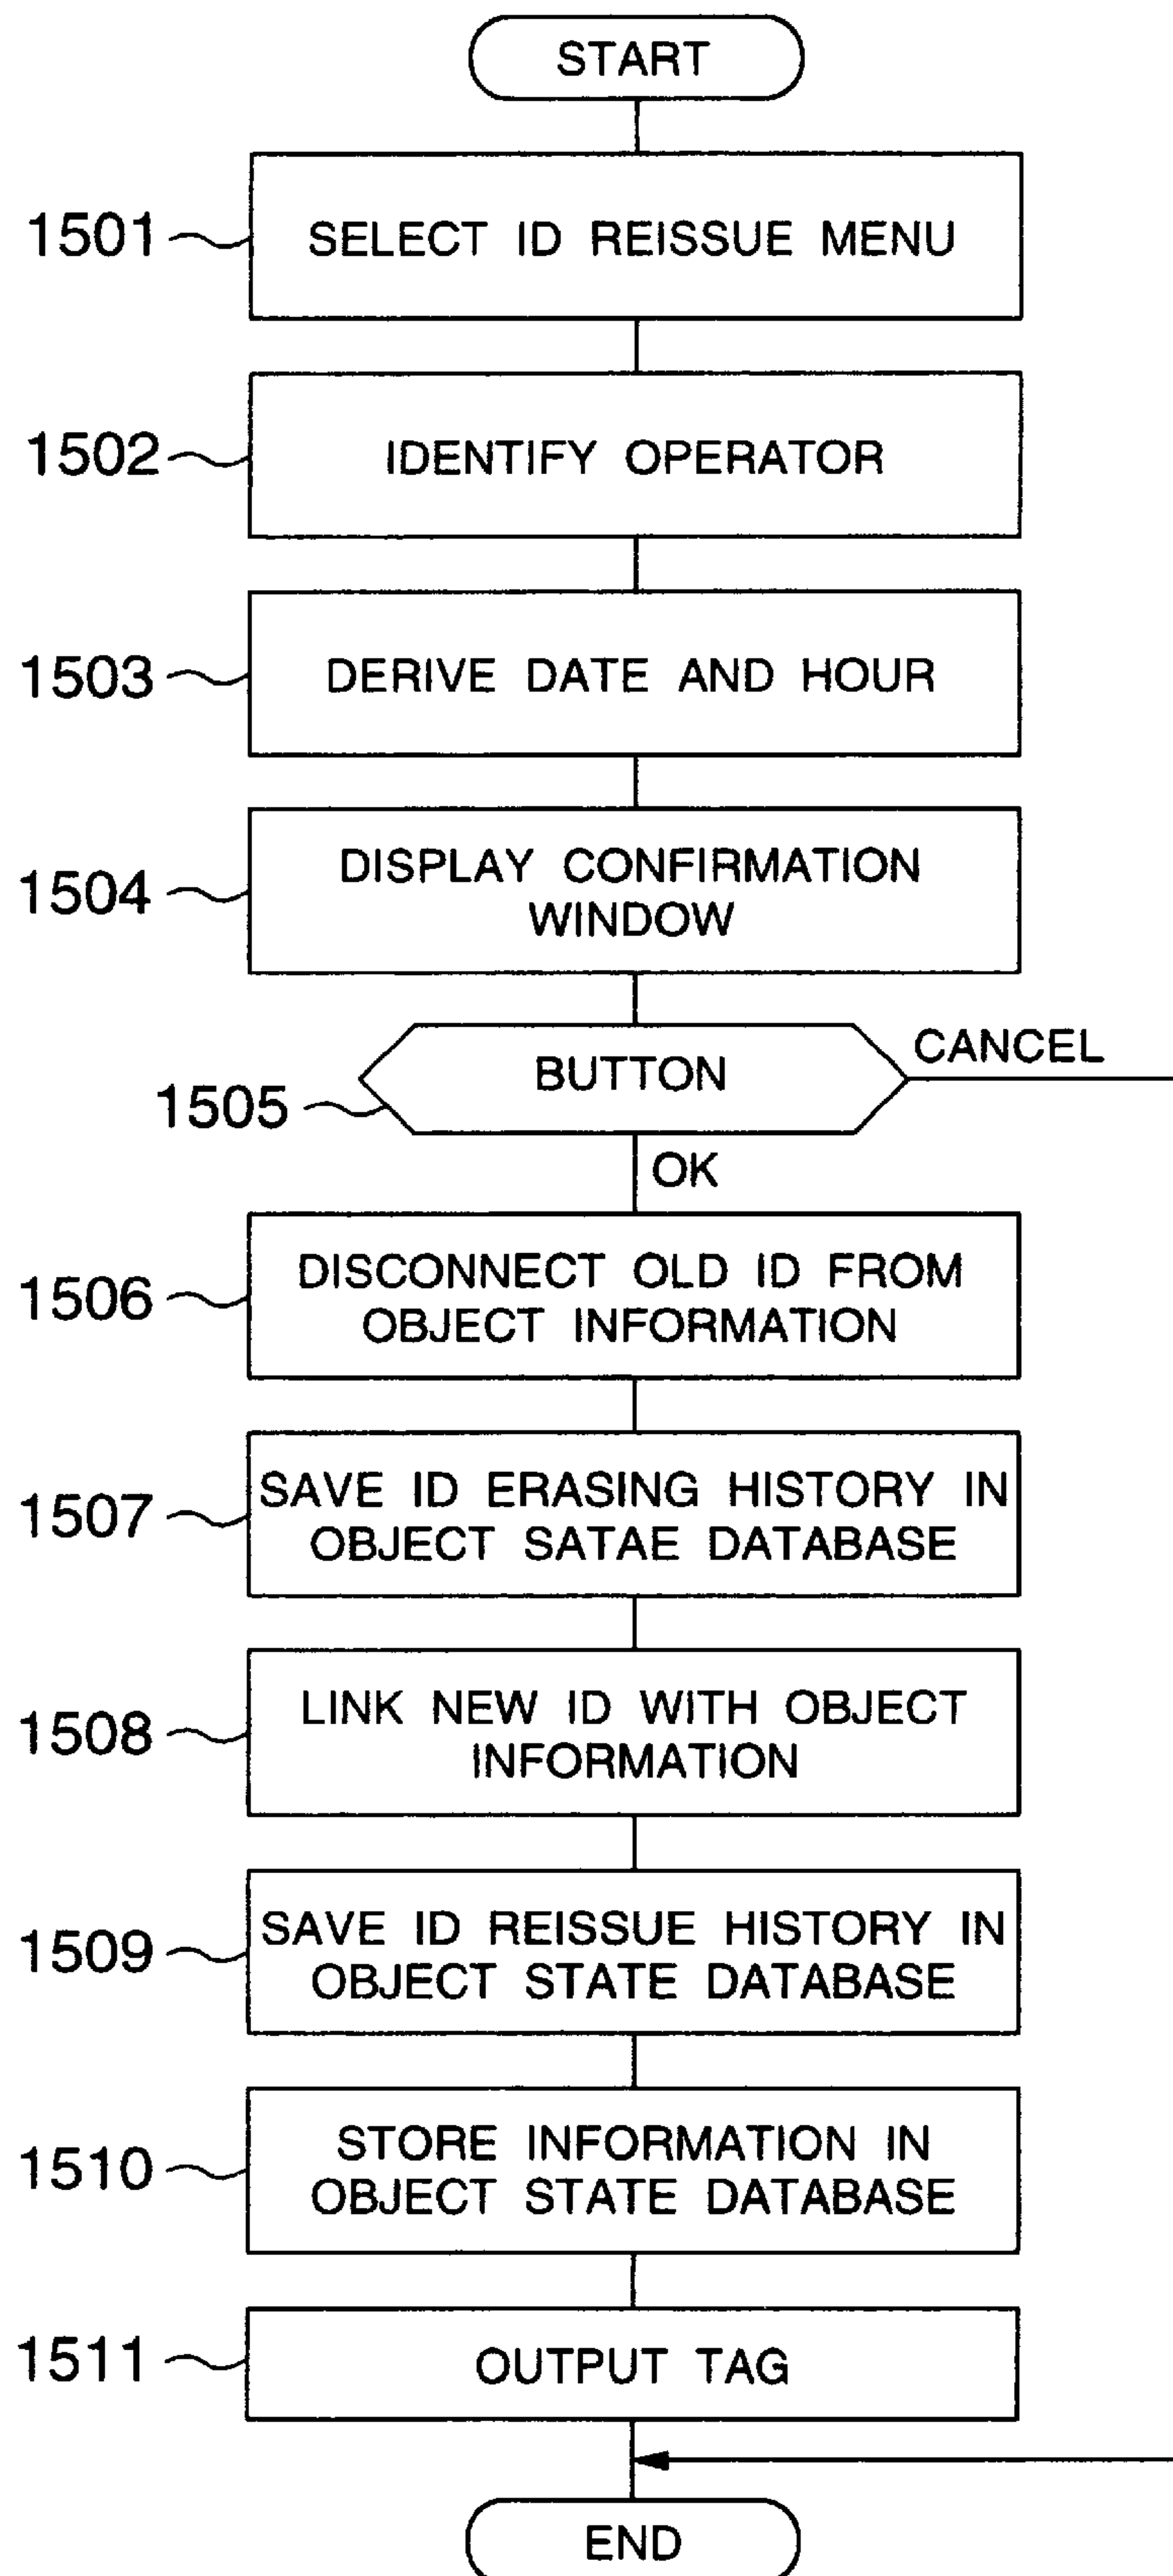 START
1501
SELECT ID REISSUE MENU
1502
IDENTIFY OPERATOR
1503
DERIVE DATE AND HOUR
1504
DISPLAY CONFIRMATION
WINDOW
1505
BUTTON
CANCEL
OK
1506
DISCONNECT OLD ID FROM
OBJECT INFORMATION
1507
SAVE ID ERASING HISTORY IN
OBJECT SATAE DATABASE
1508
LINK NEW ID WITH OBJECT
INFORMATION
1509
SAVE ID REISSUE HISTORY IN
OBJECT STATE DATABASE
1510
STORE INFORMATION IN
OBJECT STATE DATABASE
1511
OUTPUT TAG
END